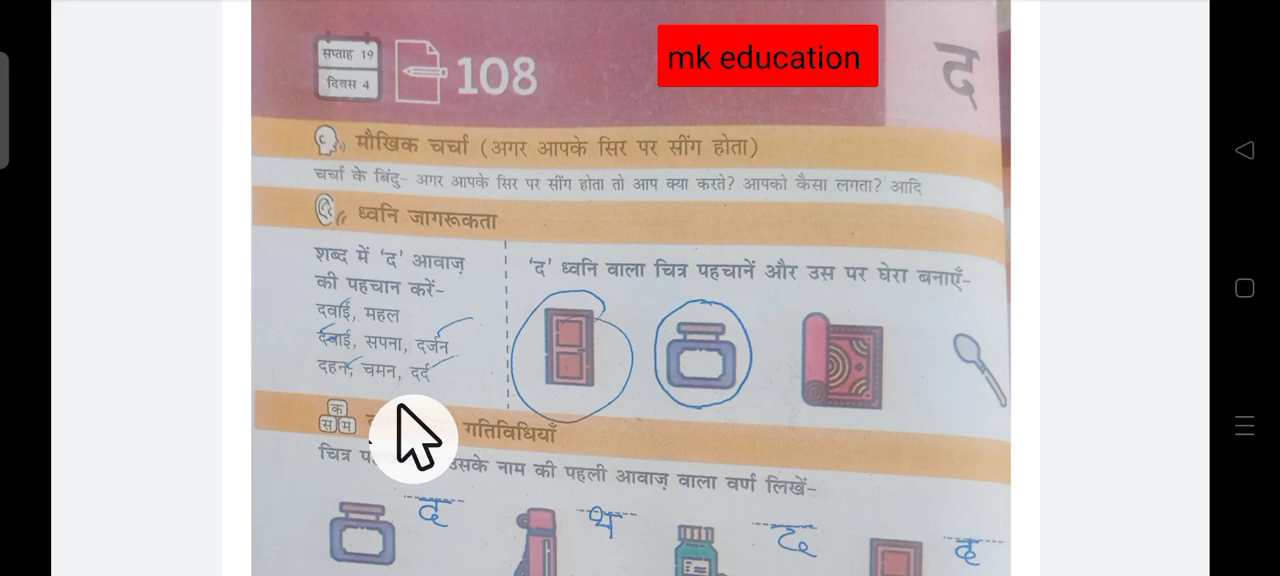 सप्ताह 19
दिवस 4
108
mk education
द
मौखिक चर्चा (अगर आपके सिर पर सींग होता)
चर्चा के बिंदु- अगर आपके सिर पर सींग होता तो आप क्या करते? आपको कैसा लगता? आदि
ध्वनि जागरूकता
शब्द में 'द' आवाज़
की पहचान करें-
दवाई, महल
दवाई, सपना, दर्जन
दहन, चमन, दर्द
'द' ध्वनि वाला चित्र पहचानें और उस पर घेरा बनाएँ-
क
स म
गतिविधियाँ
चित्र उसके नाम की पहली आवाज़ वाला वर्ण लिखें-
द थ द द